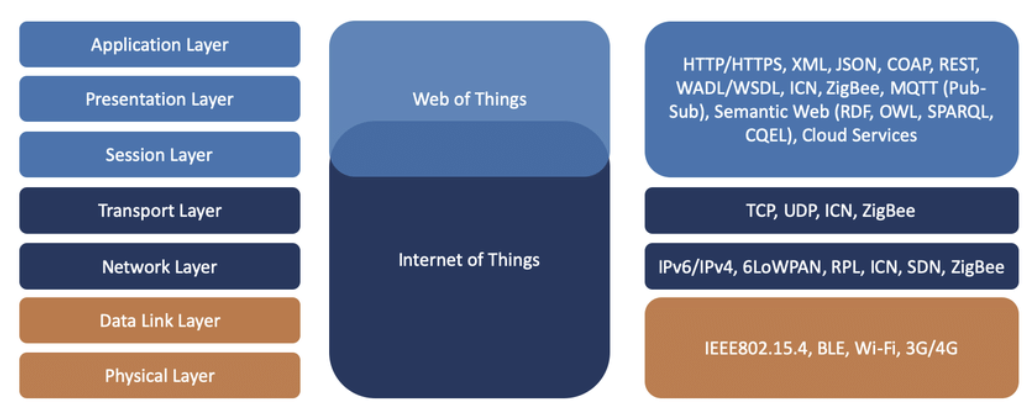 Application Layer
Presentation Layer
Session Layer
Transport Layer
Network Layer
Data Link Layer
Physical Layer
Web of Things
Internet of Things
HTTP/HTTPS, XML, JSON, COAP, REST,
WADL/WSDL, ICN, ZigBee, MQTT (Pub-
Sub), Semantic Web (RDF, OWL, SPARQL,
CQEL), Cloud Services
TCP, UDP, ICN, ZigBee
IPv6/IPv4, 6LoWPAN, RPL, ICN, SDN, ZigBee
IEEE802.15.4, BLE, Wi-Fi, 3G/4G